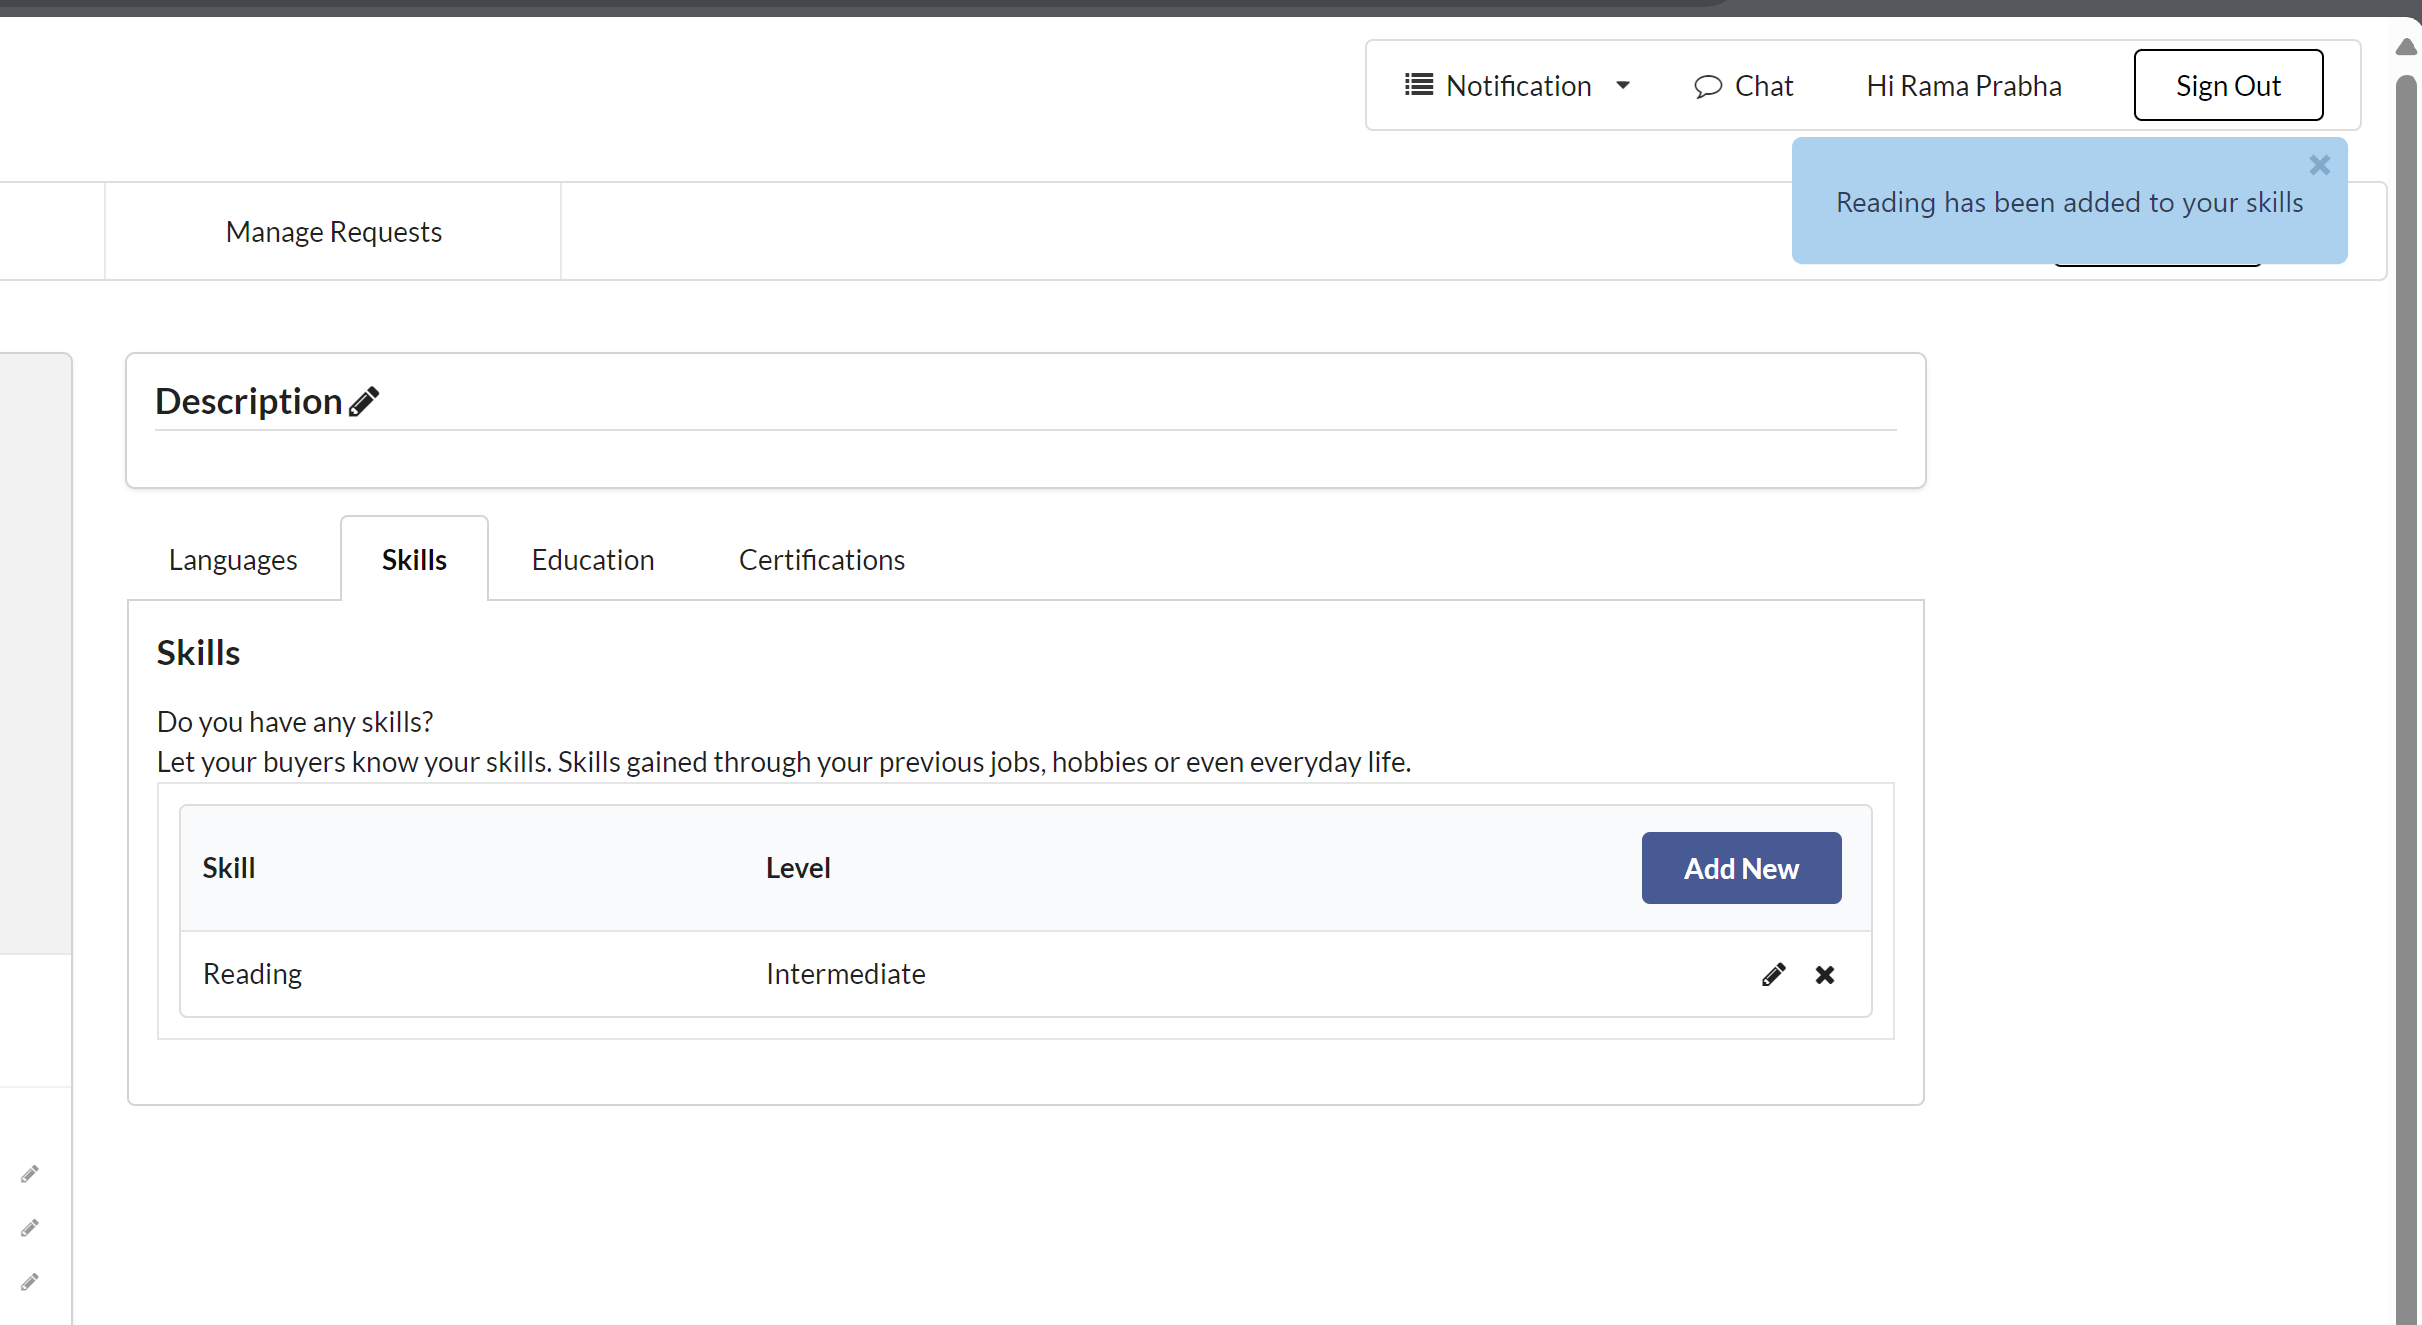 Notification
Chat
Hi Rama Prabha
Sign Out
Reading has been added to your skills
Manage Requests
Description
Languages
Skills
Education
Certifications
Skills
Do you have any skills?
Let your buyers know your skills. Skills gained through your previous jobs, hobbies or even everyday life.
Skill
Level
Add New
Reading
Intermediate